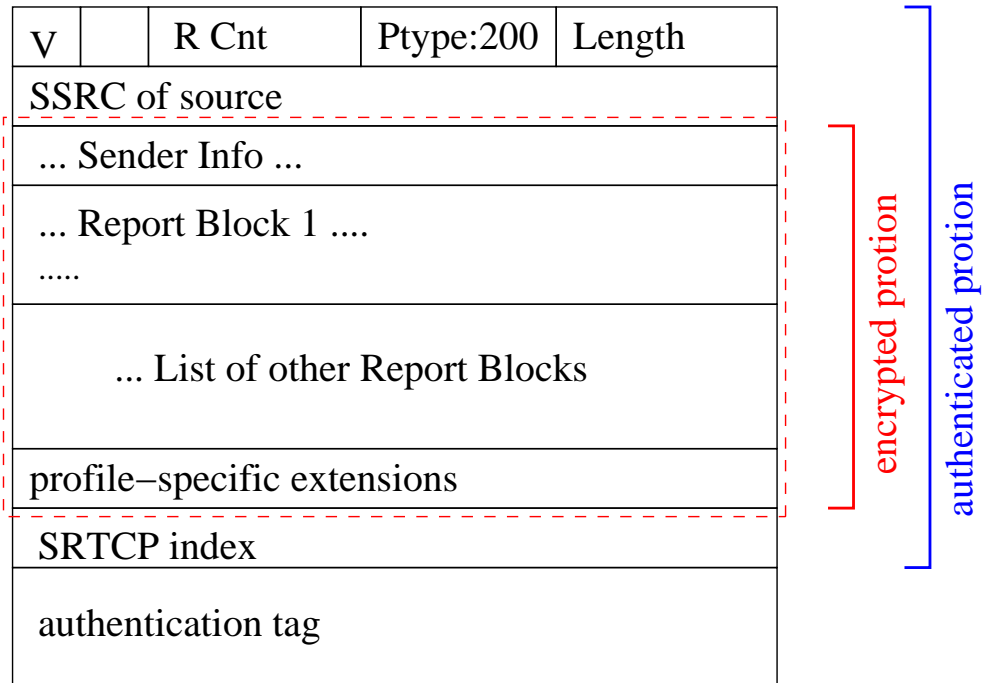 V R Cnt Ptype:200 Length
SSRC of source
... Sender Info ...
... Report Block 1 ....
.....
... List of other Report Blocks
profile−specific extensions
SRTCP index
authentication tag
encrypted protion
authenticated protion